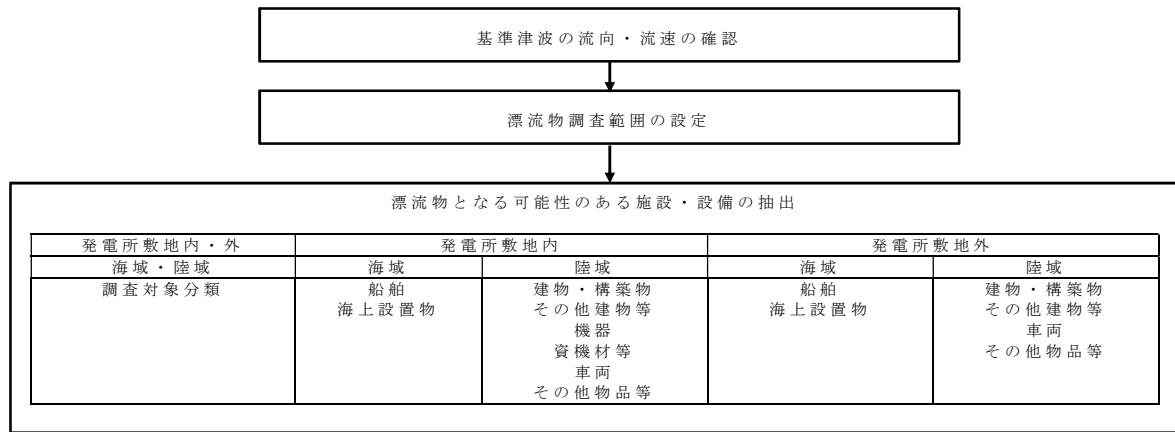 基準津波の流向・流速の確認
漂流物調査範囲の設定
漂流物となる可能性のある施設・設備の抽出
発電所敷地内・外 発電所敷地内 発電所敷地外
海域・陸域 海域 陸域 海域 陸域
調査対象分類 船舶 建物・構築物 船舶 建物・構築物
海上設置物 その他建物等 海上設置物 その他建物等
機器 車両
資機材等 その他物品等
車両
その他物品等